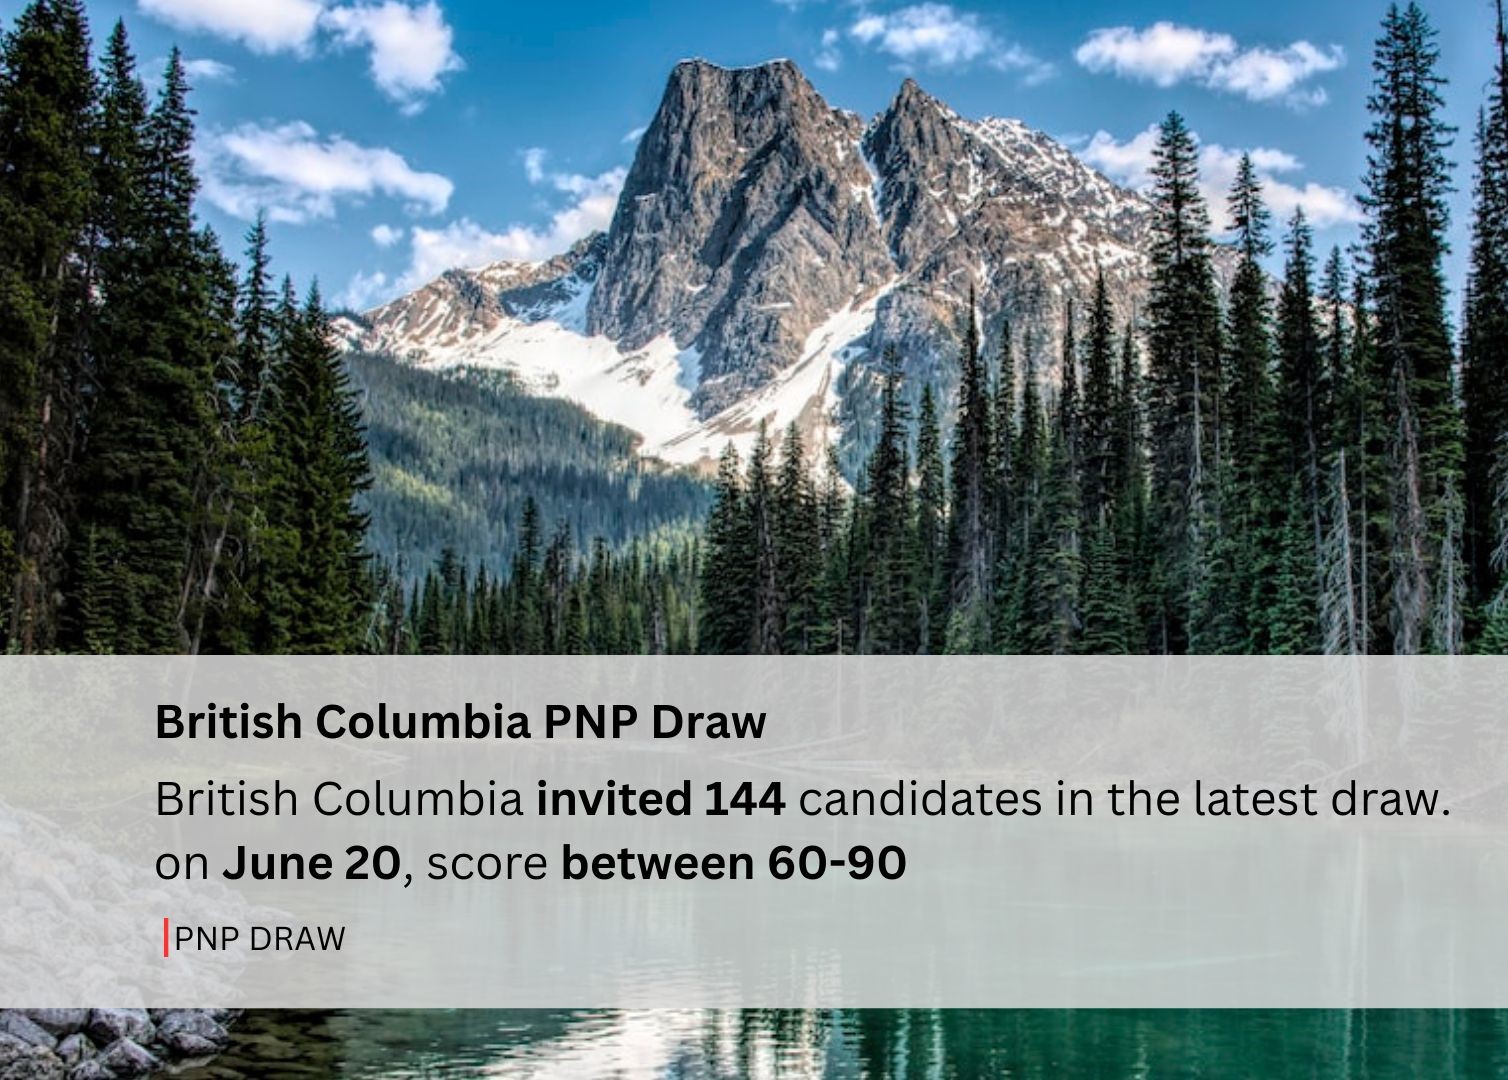 British Columbia PNP Draw
British Columbia invited 144 candidates in the latest draw.
on June 20, score between 60-90
PNP DRAW